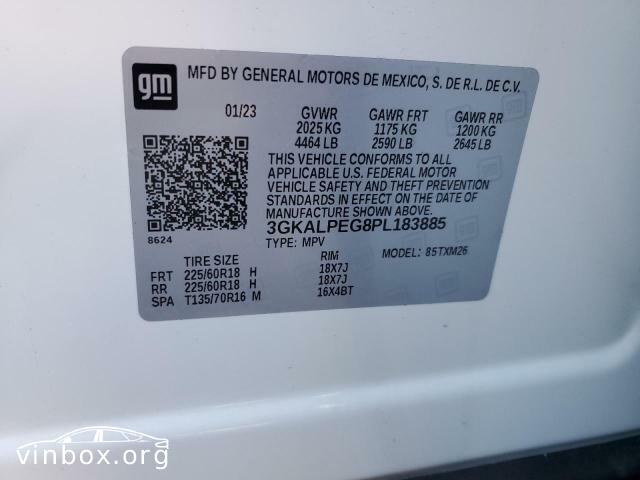 gm MFD BY GENERAL MOTORS DE MEXICO, S. DE R.L. DE C.V.
01/23 GVWR GAWR FRT GAWR RR
2025 KG 1175 KG 1200 KG
4464 LB 2590 LB 2645 LB
THIS VEHICLE CONFORMS TO ALL
APPLICABLE U.S. FEDERAL MOTOR
VEHICLE SAFETY AND THEFT PREVENTION
STANDARDS IN EFFECT ON THE DATE OF
MANUFACTURE SHOWN ABOVE.
3GKALPEG8PL183885
8624
TYPE: MPV MODEL: 85TXM26
TIRE SIZE RIM
FRT 225/60R18 H 18X7J
RR 225/60R18 H 18X7J
SPA T135/70R16 M 16X4BT
vinbox.org